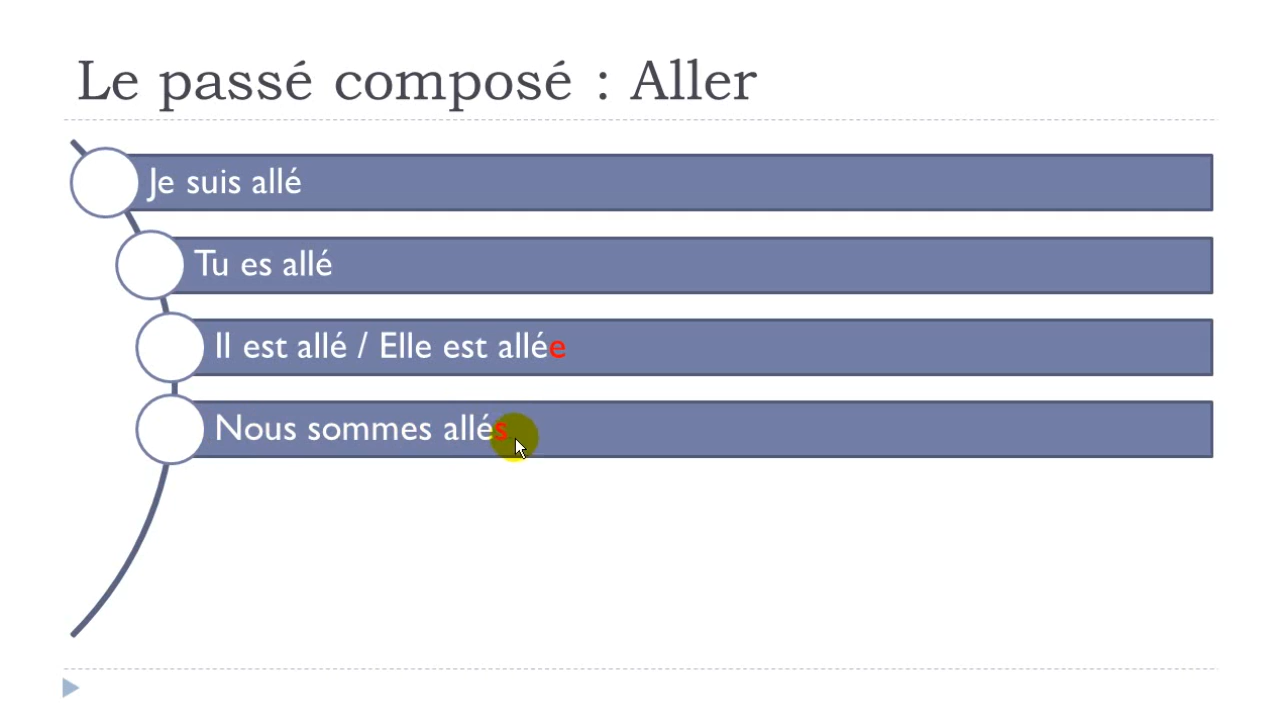 Le passé composé : Aller
Je suis allé
Tu es allé
Il est allé / Elle est allée
Nous sommes allés